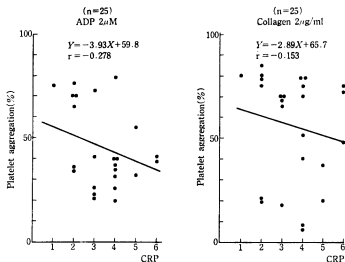 (n=25)
ADP 2μM
Y=−3.93X+59.8
r=−0.278
Platelet aggregation(%)
100
50
0
1 2 3 4 5 6
CRP
(n=25)
Collagen 2μg/ml
Y=−2.89X+65.7
r=−0.153
Platelet aggregation(%)
100
50
0
1 2 3 4 5 6
CRP